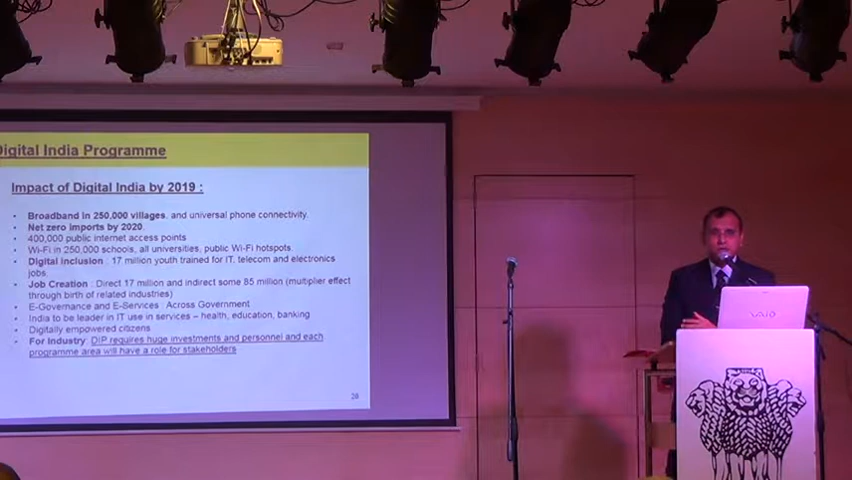 Digital India Programme
Impact of Digital India by 2019 :
• Broadband in 250,000 villages, and universal phone connectivity.
• Net zero imports by 2020.
• 400,000 public internet access points
• Wi-Fi in 250,000 schools, all universities, public Wi-Fi hotspots.
• Digital Inclusion : 17 million youth trained for IT, telecom and electronics
jobs.
• Job Creation : Direct 17 million and indirect some 85 million (multiplier effect
through birth of related industries)
• E-Governance and E-Services : Across Government
• India to be leader in IT use in services – health, education, banking
• Digitally empowered citizens
• For Industry: DIP requires huge investments and personnel and each
programme area will have a role for stakeholders
VAIO